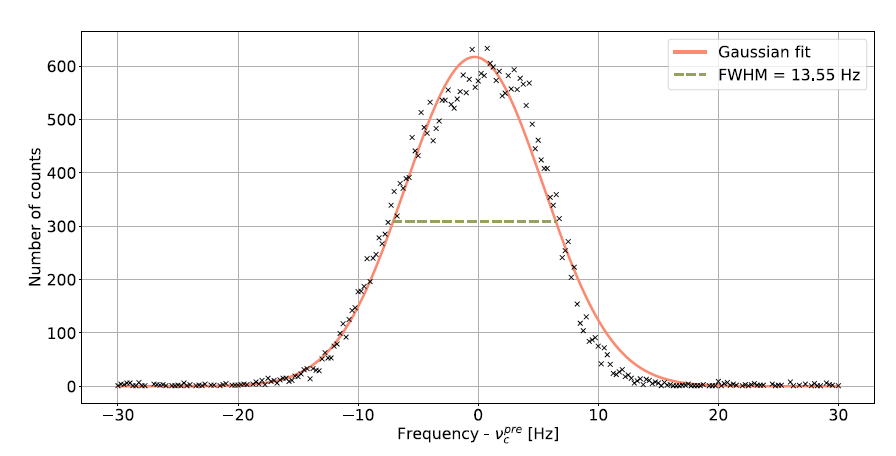 Gaussian fit
FWHM = 13.55 Hz
Number of counts
600
500
400
300
200
100
0
−30 −20 −10 0 10 20 30
Frequency - ν_c^{pre} [Hz]